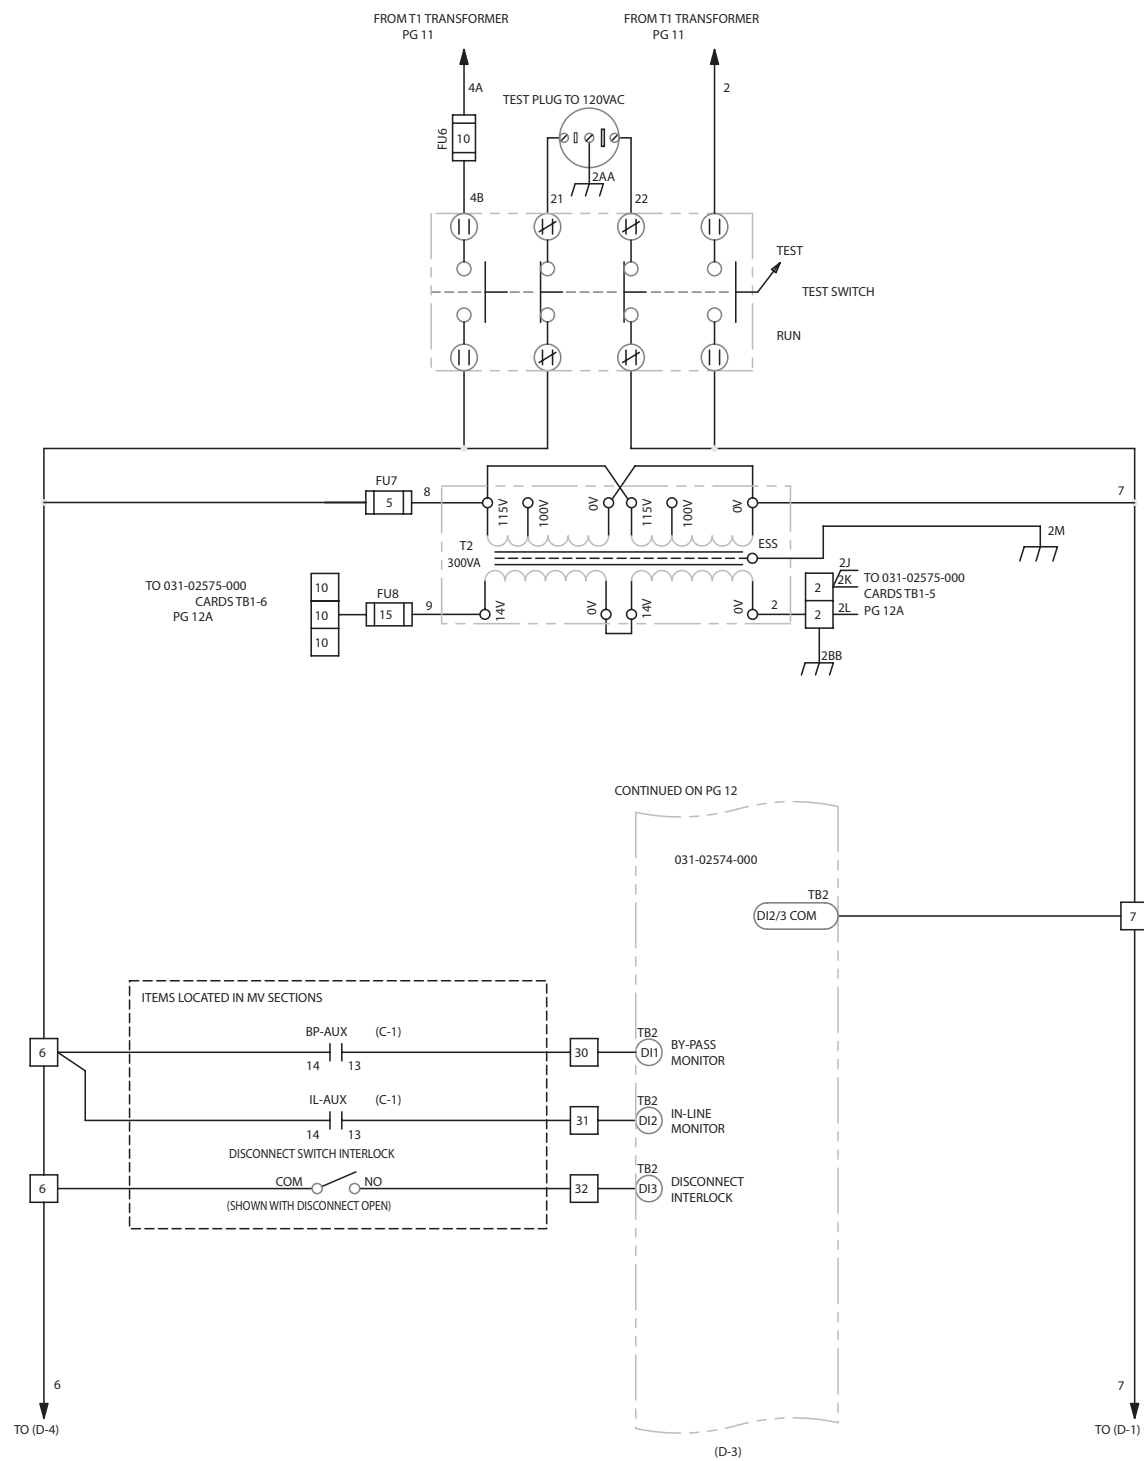 FROM T1 TRANSFORMER
PG 11
FROM T1 TRANSFORMER
PG 11
4A
2
TEST PLUG TO 120VAC
FU6
10
2AA
4B
21
22
TEST
TEST SWITCH
RUN
FU7
5
8
115V
100V
0V
115V
100V
0V
7
T2
300VA
ESS
2M
TO 031-02575-000
CARDS TB1-6
PG 12A
10
10
10
FU8
15
9
14V
0V
14V
0V
2
2
2
2J
2K
2L
TO 031-02575-000
CARDS TB1-5
PG 12A
2BB
CONTINUED ON PG 12
031-02574-000
TB2
DI2/3 COM
7
ITEMS LOCATED IN MV SECTIONS
6
BP-AUX
(C-1)
14
13
30
TB2
DI1
BY-PASS
MONITOR
IL-AUX
(C-1)
14
13
31
TB2
DI2
IN-LINE
MONITOR
DISCONNECT SWITCH INTERLOCK
6
COM
NO
(SHOWN WITH DISCONNECT OPEN)
32
TB2
DI3
DISCONNECT
INTERLOCK
6
7
TO (D-4)
TO (D-1)
(D-3)